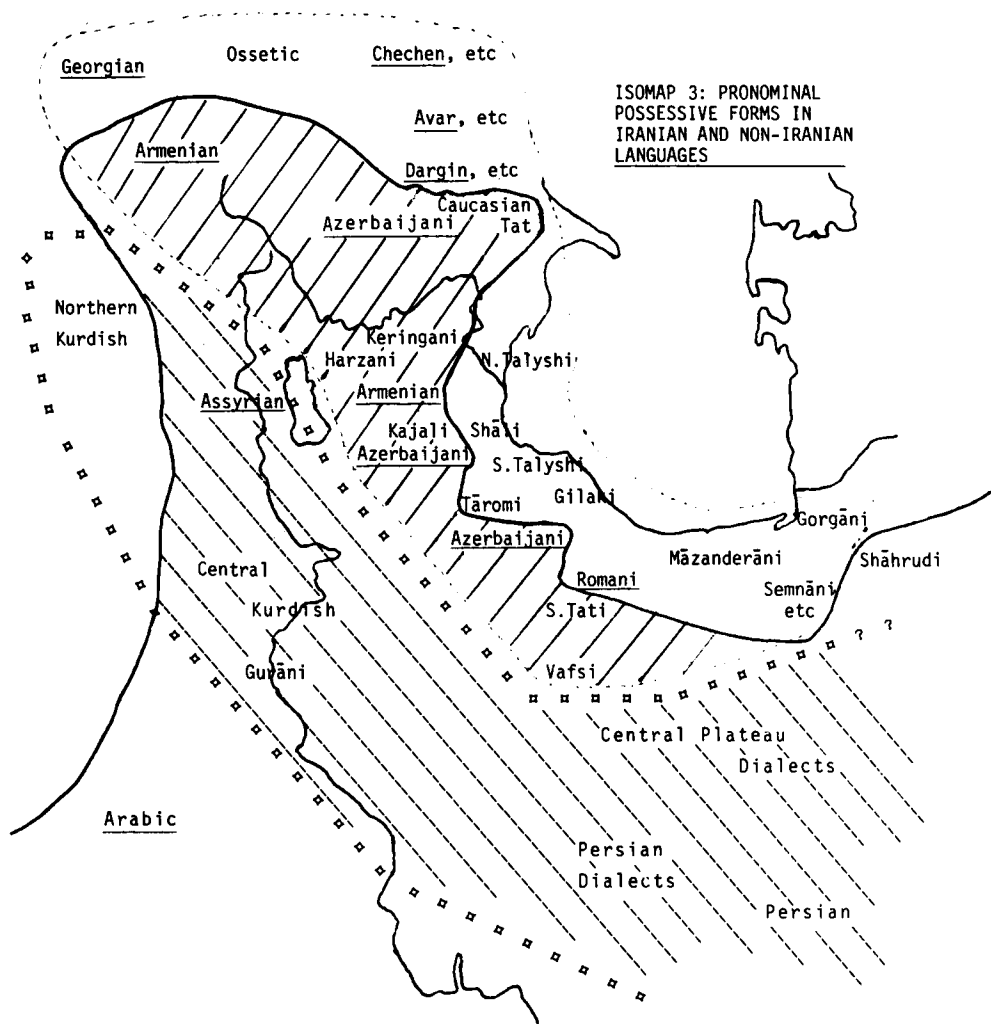 Ossetic
Chechen, etc
Georgian
ISOMAP 3: PRONOMINAL
POSSESSIVE FORMS IN
IRANIAN AND NON-IRANIAN
LANGUAGES
Avar, etc
Armenian
Dargin, etc
Caucasian
Tat
Azerbaijani
Northern
Kurdish
Keringani
Harzani
N.Talyshi
Assyrian
Armenian
Kajali
Shāli
Azerbaijani
S.Talyshi
Gilaki
Tāromi
Gorgāni
Azerbaijani
Māzanderāni
Shāhrudi
Central
Kurdish
Romani
Semnāni
etc
S.Tati
? ?
Gurāni
Vafsi
Central Plateau
Dialects
Arabic
Persian
Dialects
Persian